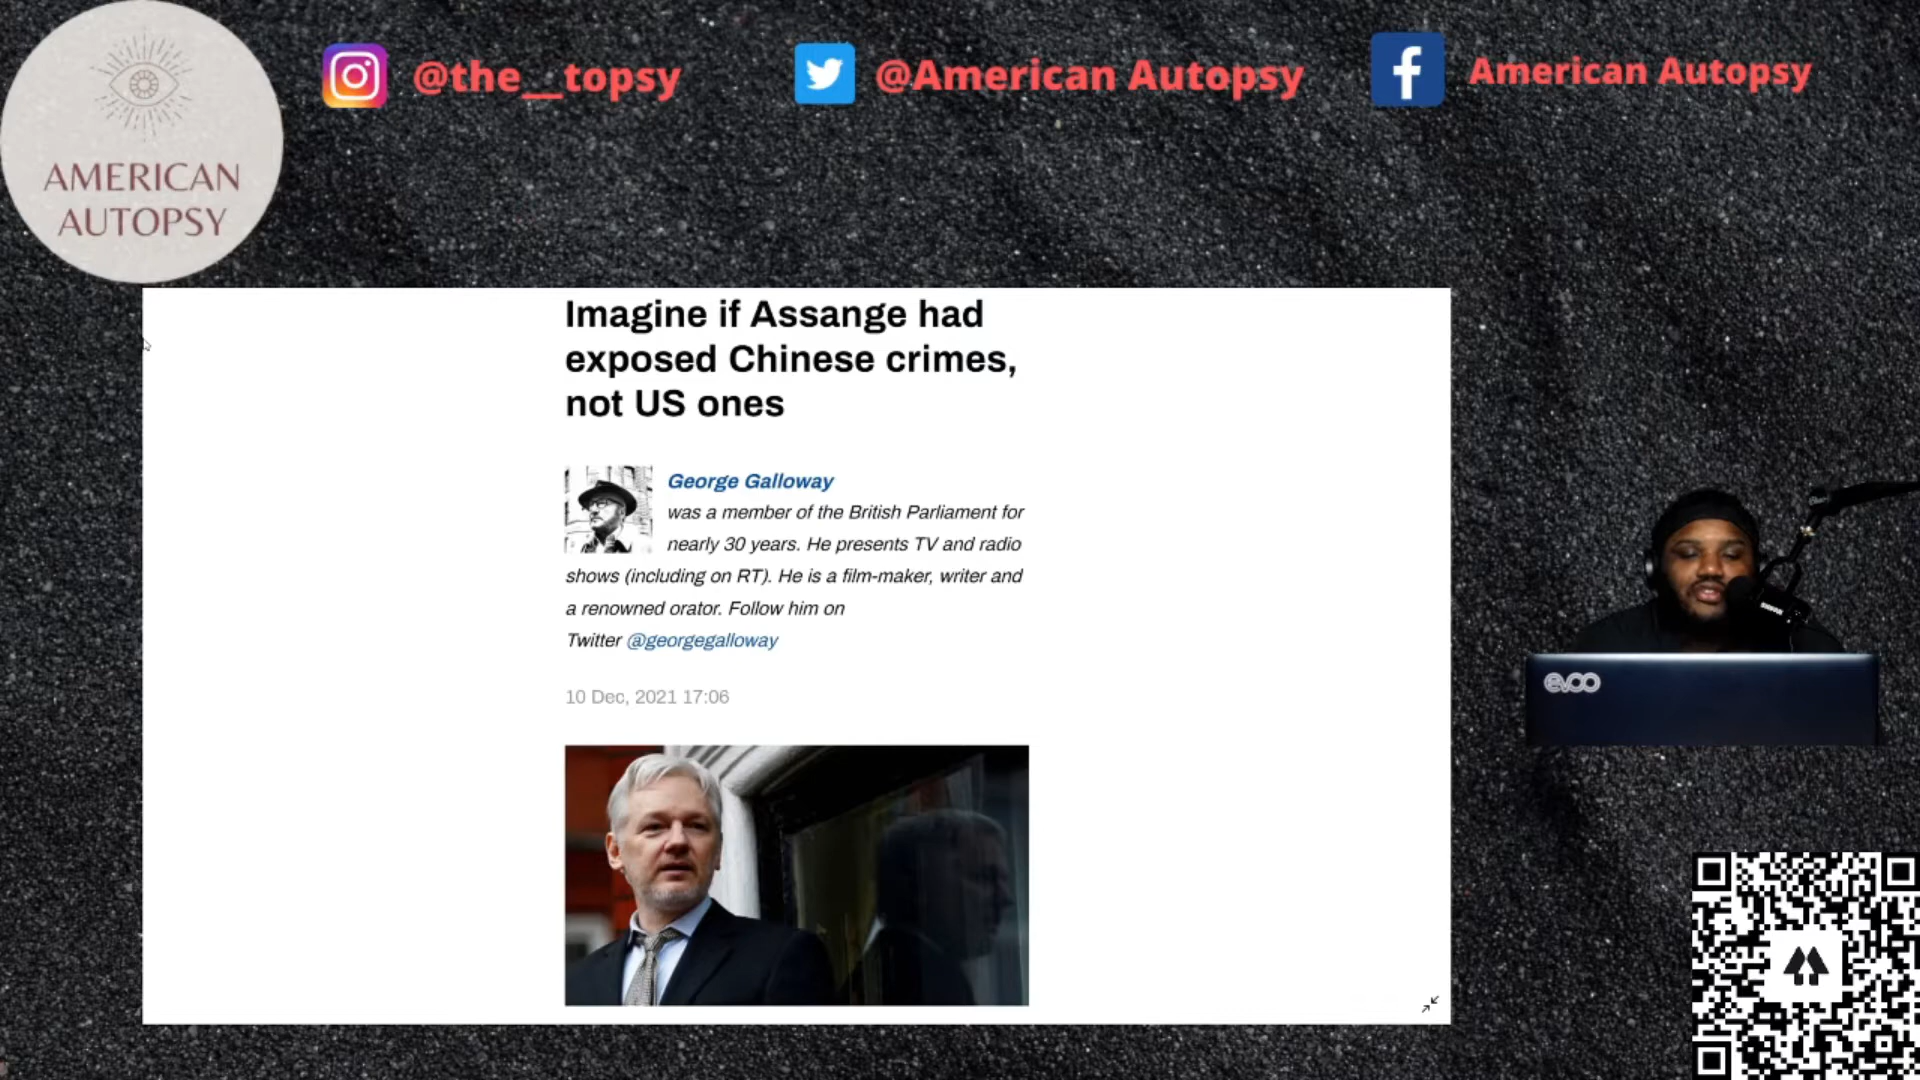 AMERICAN
AUTOPSY
@the__topsy
@American Autopsy
American Autopsy
Imagine if Assange had
exposed Chinese crimes,
not US ones
George Galloway
was a member of the British Parliament for
nearly 30 years. He presents TV and radio
shows (including on RT). He is a film-maker, writer and
a renowned orator. Follow him on
Twitter @georgegalloway
10 Dec, 2021 17:06
evoo